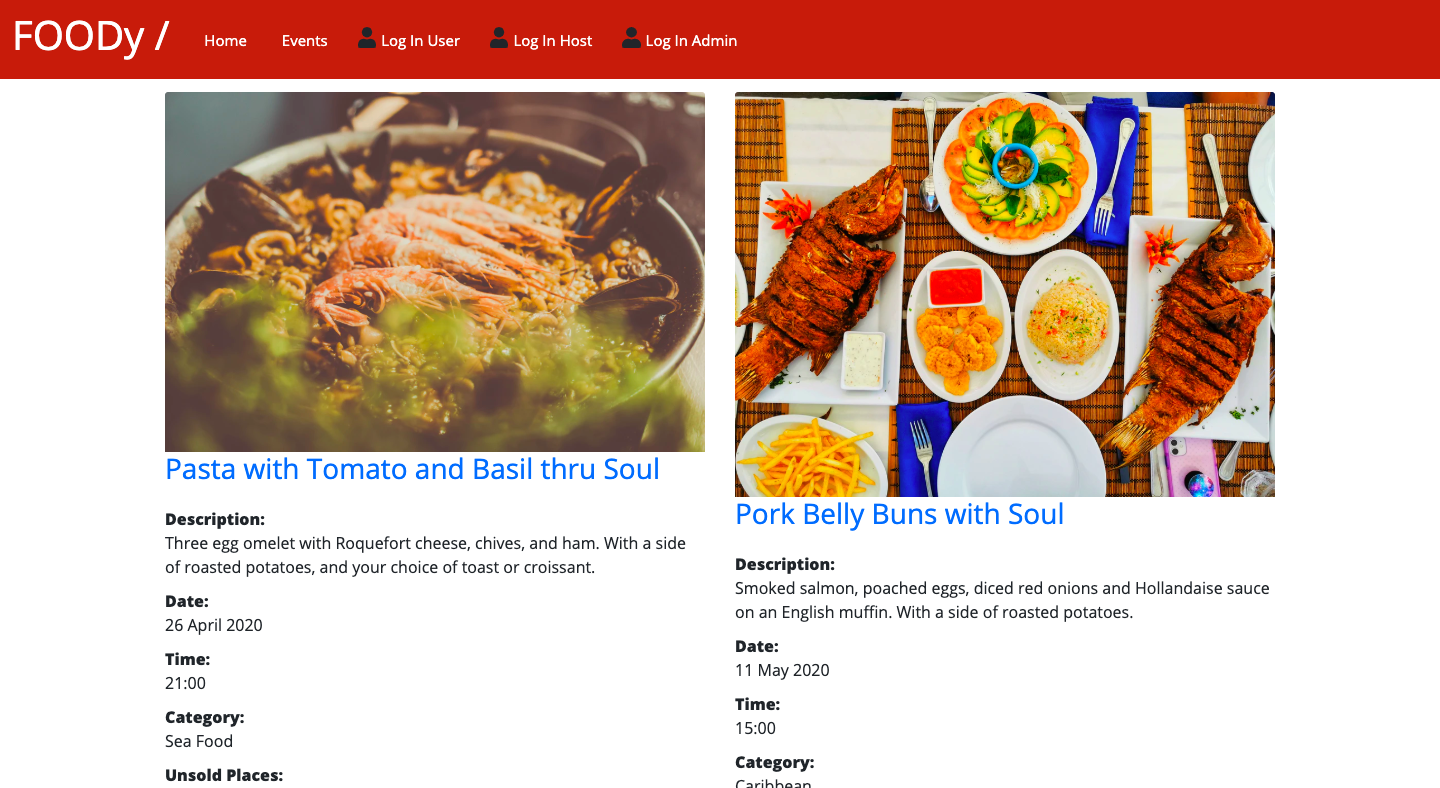 FOODy /
Home
Events
Log In User
Log In Host
Log In Admin
Pasta with Tomato and Basil thru Soul
Description:
Three egg omelet with Roquefort cheese, chives, and ham. With a side
of roasted potatoes, and your choice of toast or croissant.
Date:
26 April 2020
Time:
21:00
Category:
Sea Food
Unsold Places:
Pork Belly Buns with Soul
Description:
Smoked salmon, poached eggs, diced red onions and Hollandaise sauce
on an English muffin. With a side of roasted potatoes.
Date:
11 May 2020
Time:
15:00
Category:
Caribbean